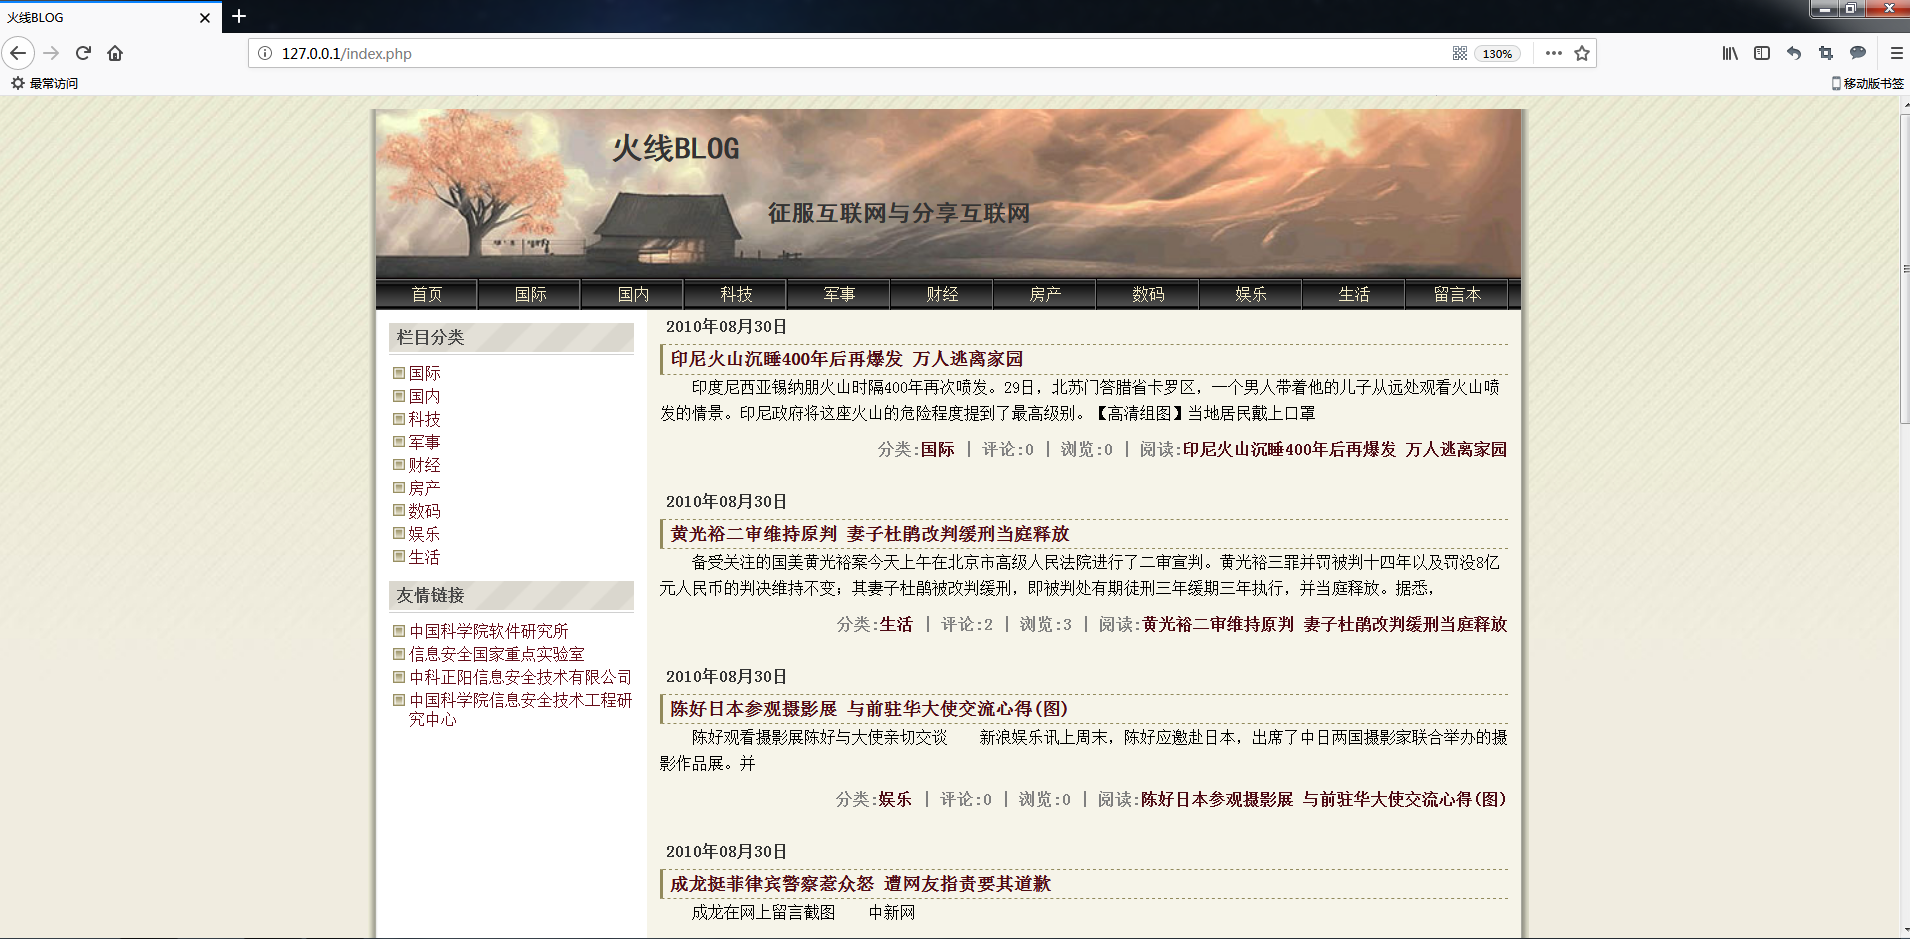 火线BLOG
127.0.0.1/index.php
130%
最常访问
移动版书签
火线BLOG
征服互联网与分享互联网
首页 国际 国内 科技 军事 财经 房产 数码 娱乐 生活 留言本
栏目分类
国际
国内
科技
军事
财经
房产
数码
娱乐
生活
友情链接
中国科学院软件研究所
信息安全国家重点实验室
中科正阳信息安全技术有限公司
中国科学院信息安全技术工程研
究中心
2010年08月30日
印尼火山沉睡400年后再爆发 万人逃离家园
印度尼西亚锡纳朋火山时隔400年再次喷发。29日，北苏门答腊省卡罗区，一个男人带着他的儿子从远处观看火山喷
发的情景。印尼政府将这座火山的危险程度提到了最高级别。【高清组图】当地居民戴上口罩
分类:国际 | 评论:0 | 浏览:0 | 阅读:印尼火山沉睡400年后再爆发 万人逃离家园
2010年08月30日
黄光裕二审维持原判 妻子杜鹃改判缓刑当庭释放
备受关注的国美黄光裕案今天上午在北京市高级人民法院进行了二审宣判。黄光裕三罪并罚被判十四年以及罚没8亿
元人民币的判决维持不变；其妻子杜鹃被改判缓刑，即被判处有期徒刑三年缓期三年执行，并当庭释放。据悉，
分类:生活 | 评论:2 | 浏览:3 | 阅读:黄光裕二审维持原判 妻子杜鹃改判缓刑当庭释放
2010年08月30日
陈好日本参观摄影展 与前驻华大使交流心得(图)
陈好观看摄影展陈好与大使亲切交谈　　新浪娱乐讯上周末，陈好应邀赴日本，出席了中日两国摄影家联合举办的摄
影作品展。并
分类:娱乐 | 评论:0 | 浏览:0 | 阅读:陈好日本参观摄影展 与前驻华大使交流心得(图)
2010年08月30日
成龙挺菲律宾警察惹众怒 遭网友指责要其道歉
成龙在网上留言截图　　中新网